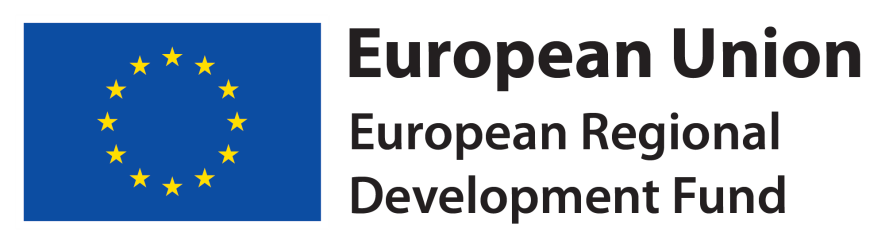 European Union
European Regional
Development Fund